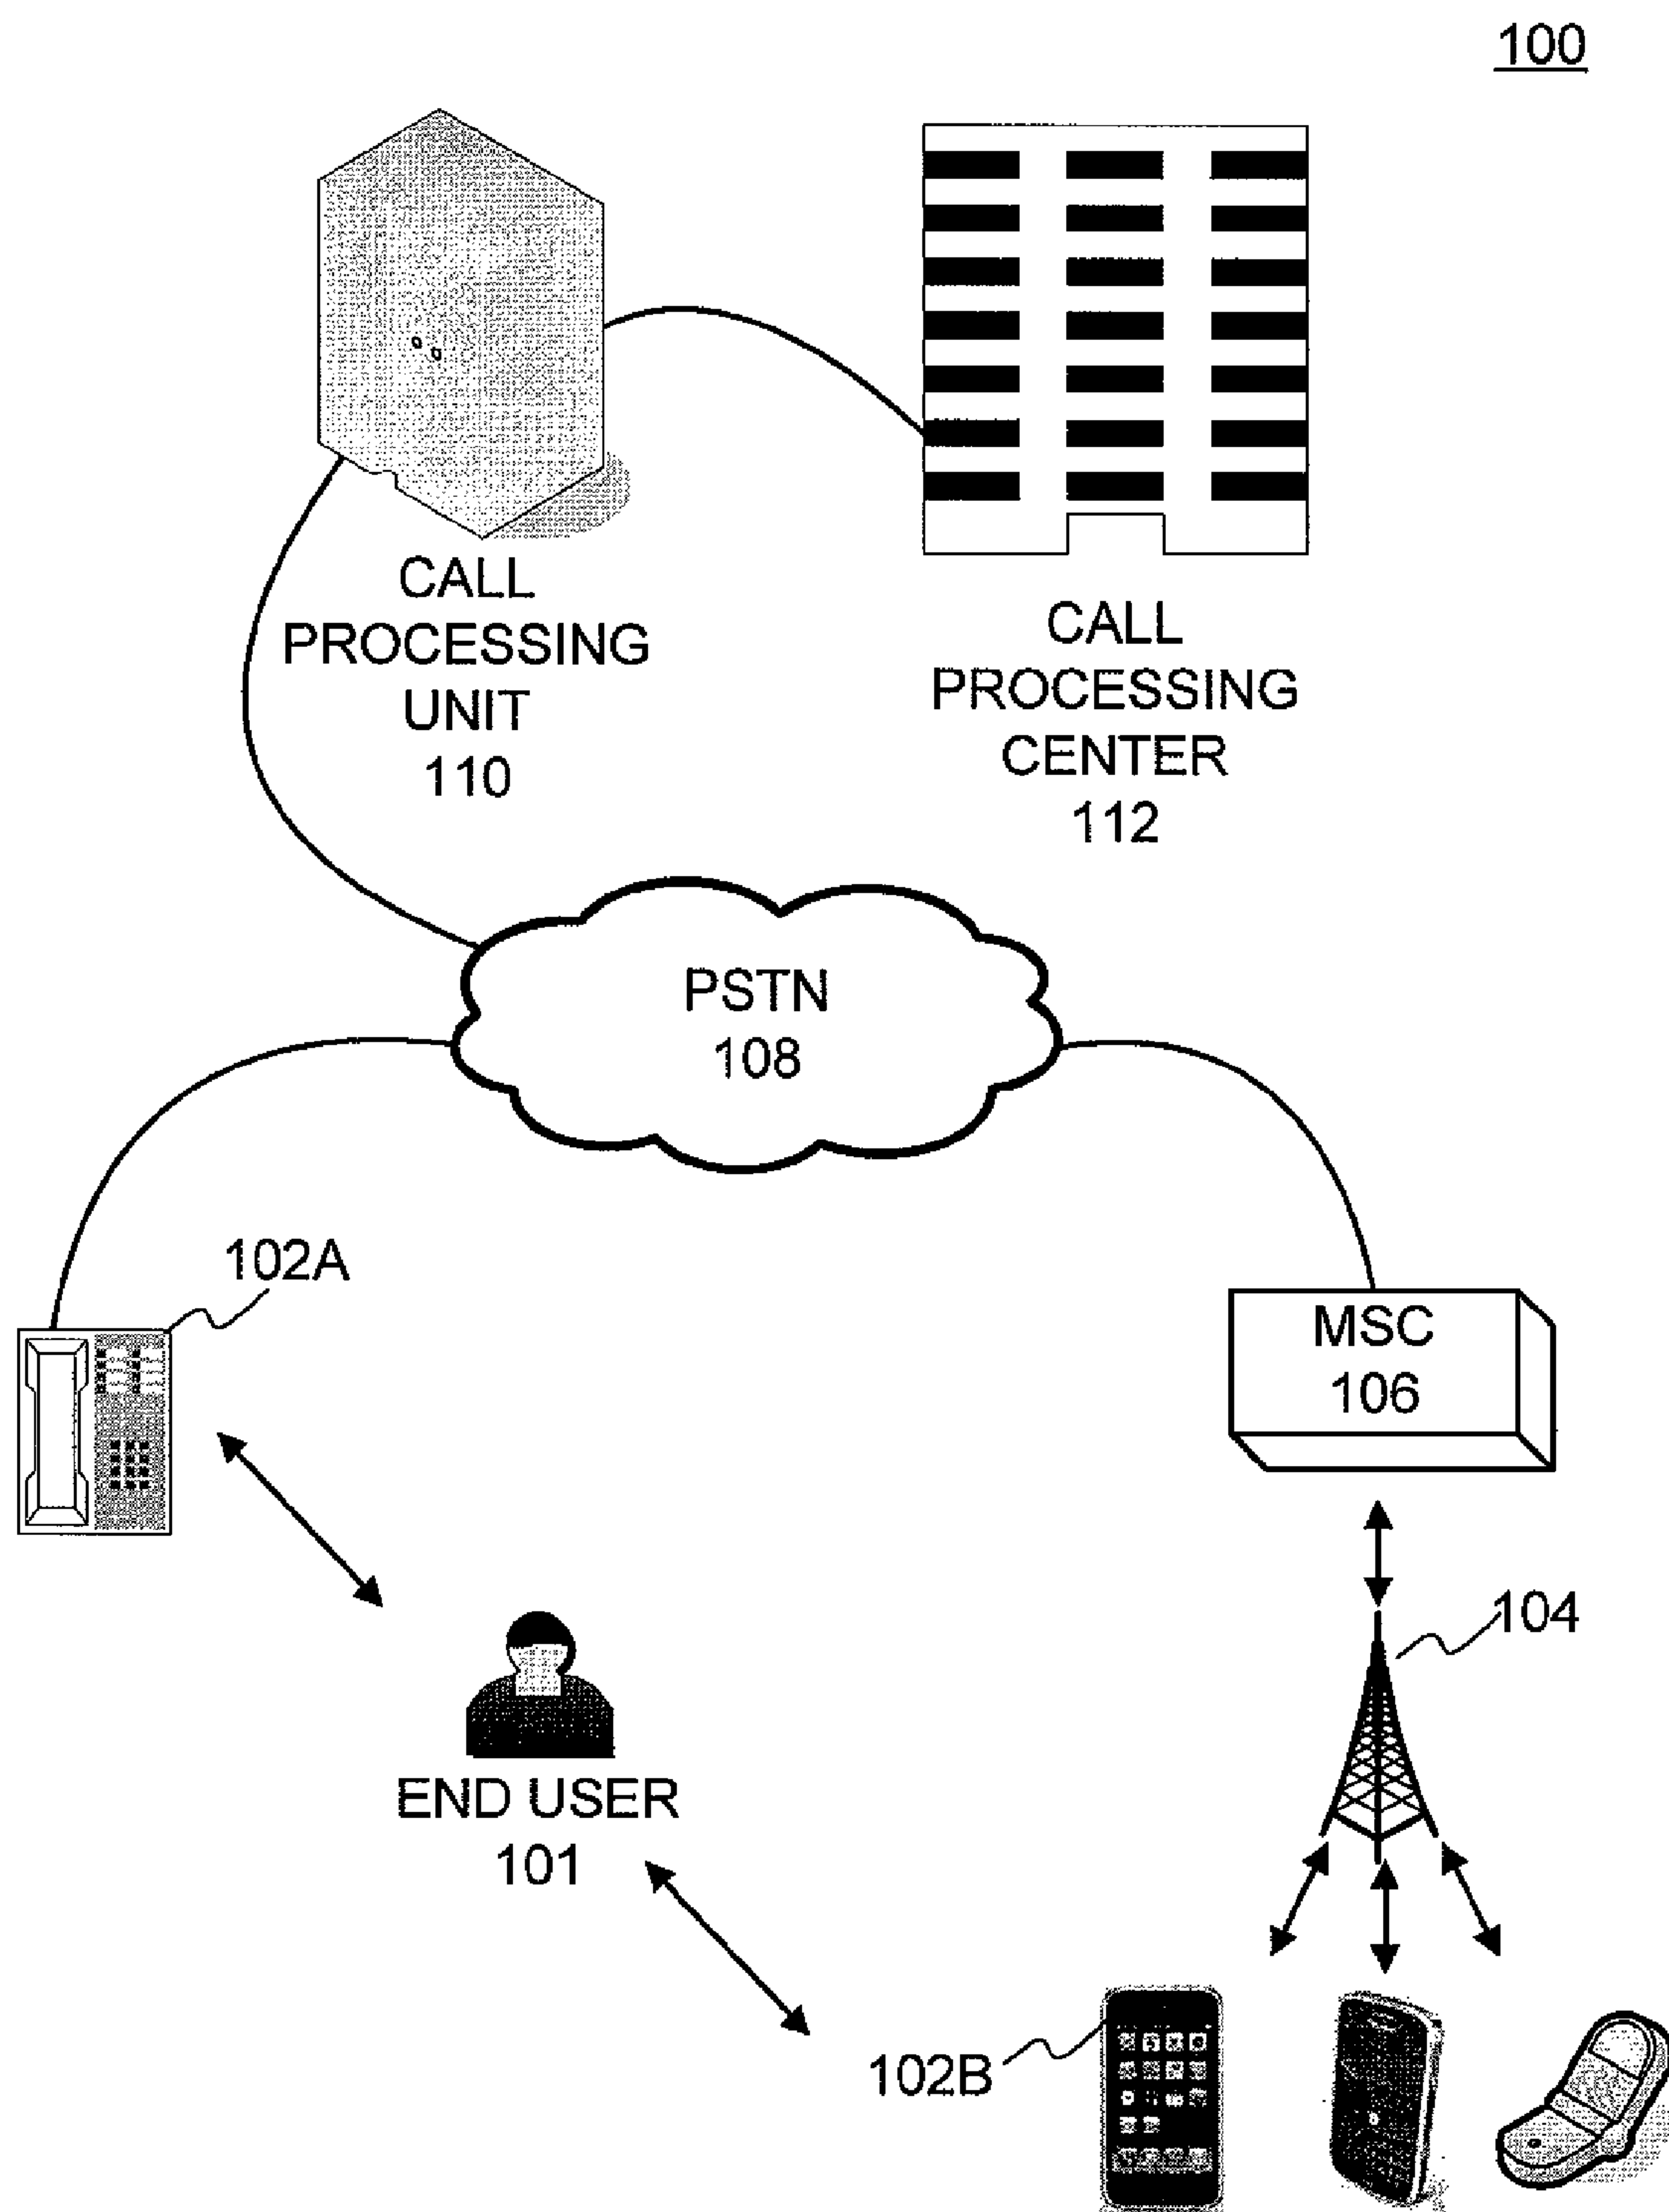 100
CALL
PROCESSING
UNIT
110
CALL
PROCESSING
CENTER
112
PSTN
108
102A
MSC
106
104
END USER
101
102B